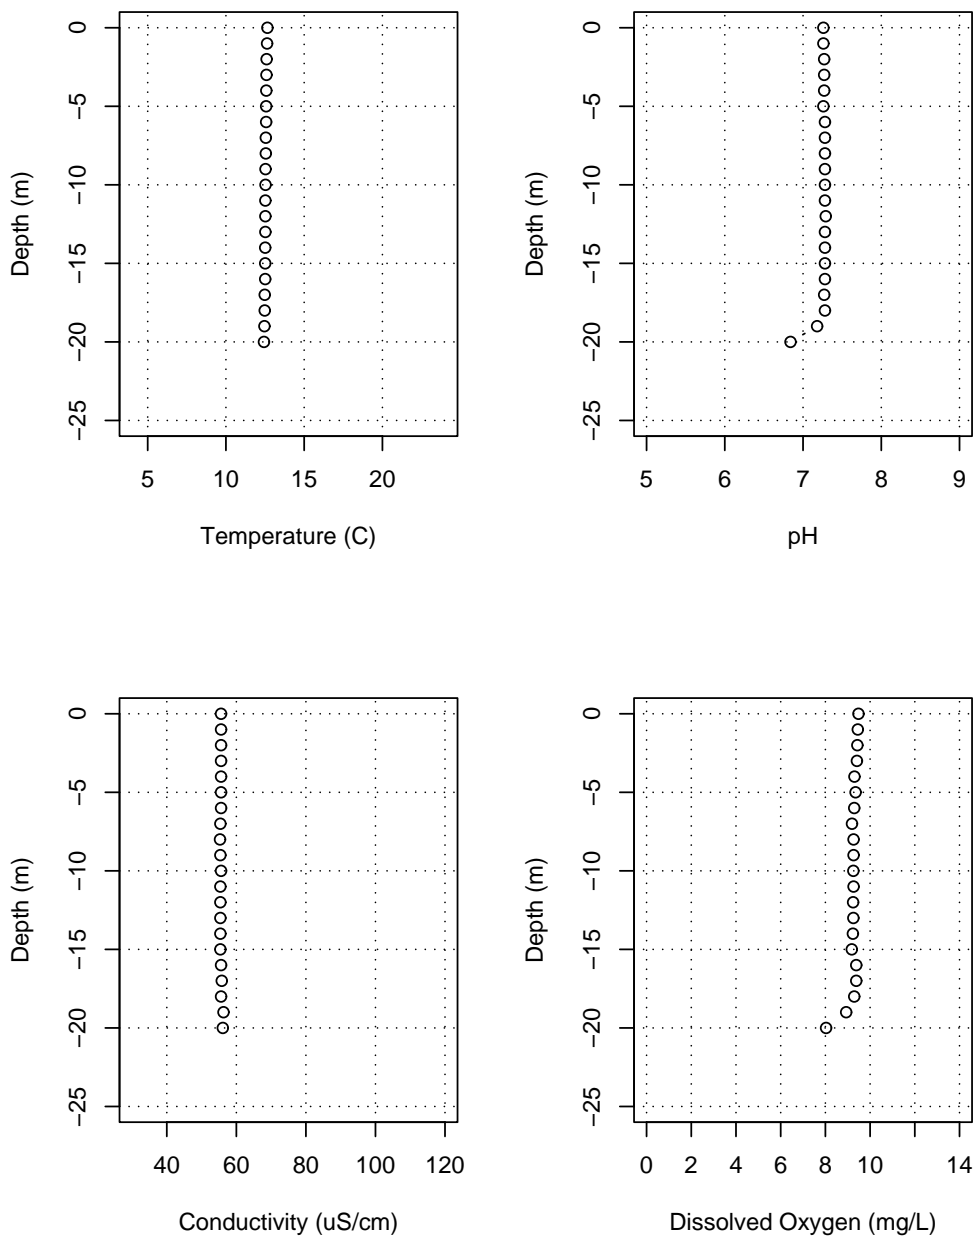 0
−5
−10
−15
−20
−25
Depth (m)
5 10 15 20
Temperature (C)
0
−5
−10
−15
−20
−25
Depth (m)
5 6 7 8 9
pH
0
−5
−10
−15
−20
−25
Depth (m)
40 60 80 100 120
Conductivity (uS/cm)
0
−5
−10
−15
−20
−25
Depth (m)
0 2 4 6 8 10 14
Dissolved Oxygen (mg/L)